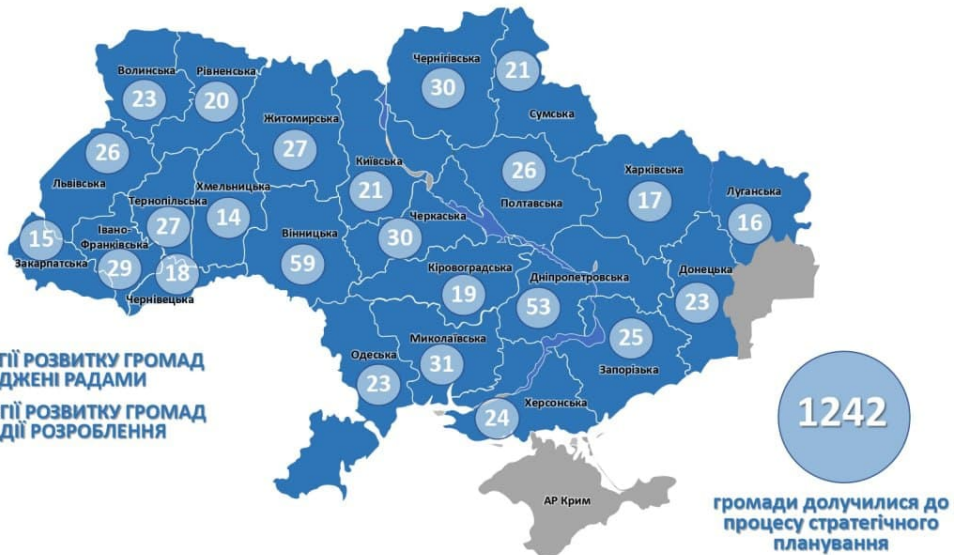 Чернігівська
30
21
Сумська
Волинська
23
Рівненська
20
Житомирська
27
Київська
21
26
Полтавська
Харківська
17
Луганська
16
26
Львівська
Хмельницька
14
Тернопільська
27
Черкаська
30
15
Закарпатська
Івано-
Франківська
29
18
Чернівецька
Вінницька
59
Кіровоградська
19
Дніпропетровська
53
Донецька
23
Одеська
23
Миколаївська
31
25
Запорізька
24
Херсонська
АР Крим
ГІЇ РОЗВИТКУ ГРОМАД
ДЖЕНІ РАДАМИ
ГІЇ РОЗВИТКУ ГРОМАД
ДІЇ РОЗРОБЛЕННЯ
1242
громади долучилися до
процесу стратегічного
планування